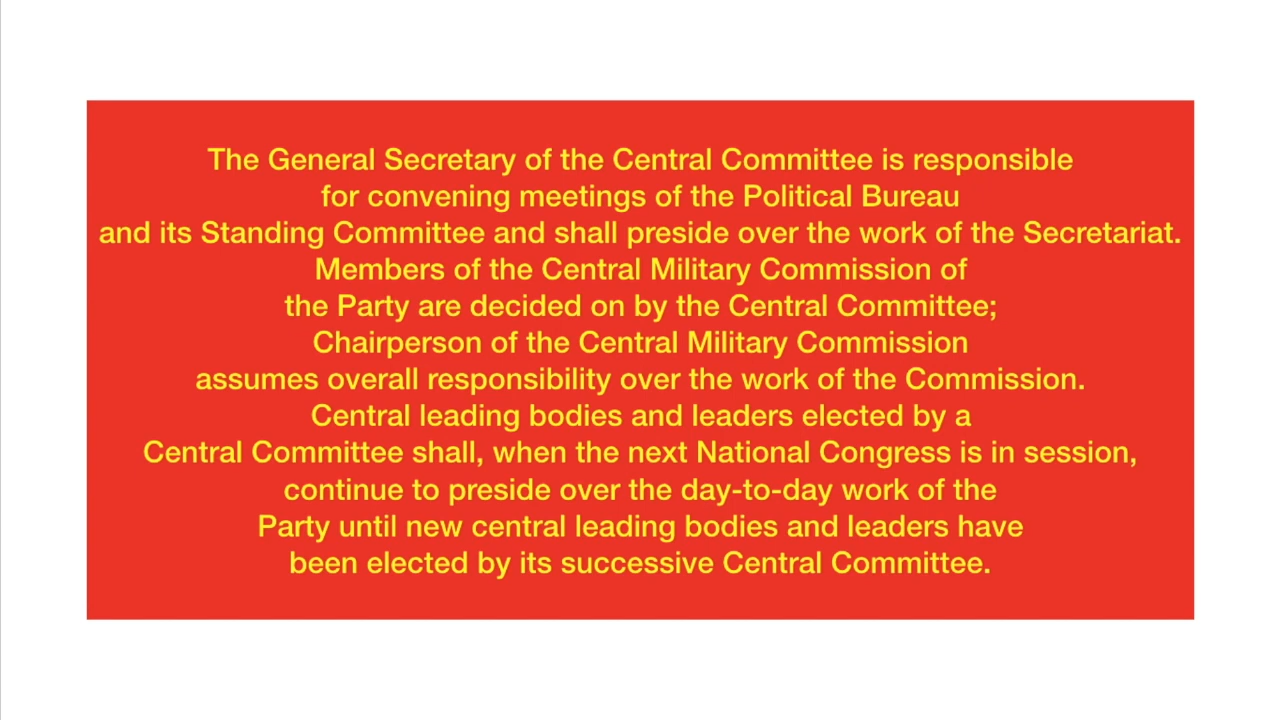 The General Secretary of the Central Committee is responsible
for convening meetings of the Political Bureau
and its Standing Committee and shall preside over the work of the Secretariat.
Members of the Central Military Commission of
the Party are decided on by the Central Committee;
Chairperson of the Central Military Commission
assumes overall responsibility over the work of the Commission.
Central leading bodies and leaders elected by a
Central Committee shall, when the next National Congress is in session,
continue to preside over the day-to-day work of the
Party until new central leading bodies and leaders have
been elected by its successive Central Committee.